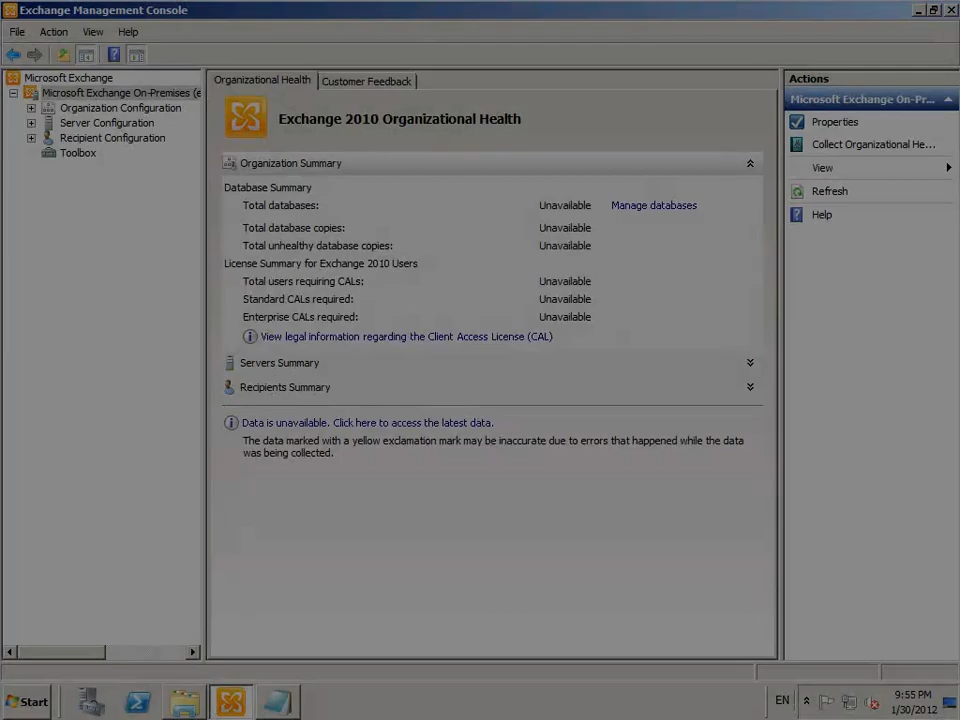 Exchange Management Console
File Action View Help
Microsoft Exchange
Microsoft Exchange On-Premises (e
Organization Configuration
Server Configuration
Recipient Configuration
Toolbox
Organizational Health
Customer Feedback
Exchange 2010 Organizational Health
Organization Summary
Database Summary
Total databases: Unavailable Manage databases
Total database copies: Unavailable
Total unhealthy database copies: Unavailable
License Summary for Exchange 2010 Users
Total users requiring CALs: Unavailable
Standard CALs required: Unavailable
Enterprise CALs required: Unavailable
View legal information regarding the Client Access License (CAL)
Servers Summary
Recipients Summary
Data is unavailable. Click here to access the latest data.
The data marked with a yellow exclamation mark may be inaccurate due to errors that happened while the data
was being collected.
Actions
Microsoft Exchange On-Pr...
Properties
Collect Organizational He...
View
Refresh
Help
Start
EN
9:55 PM
1/30/2012